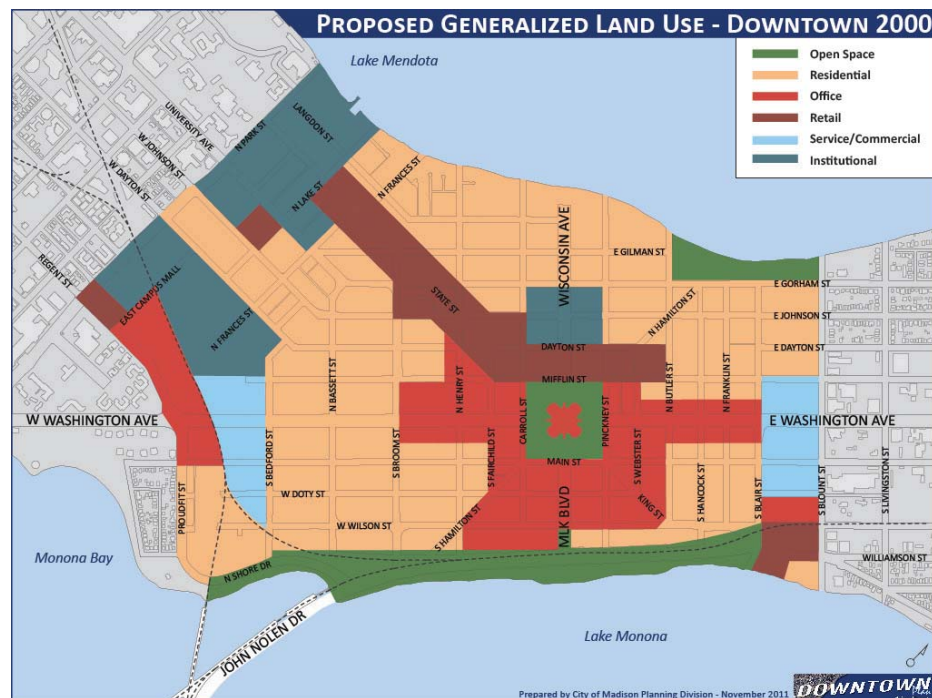 PROPOSED GENERALIZED LAND USE - DOWNTOWN 2000
Open Space
Residential
Office
Retail
Service/Commercial
Institutional
Lake Mendota
UNIVERSITY AVE
W JOHNSON ST
W DAYTON ST
N PARK ST
LANGDON ST
N LAKE ST
N FRANCES ST
REGENT ST
EAST CAMPUS MALL
N FRANCES ST
STATE ST
WISCONSIN AVE
E GILMAN ST
N HAMILTON ST
E GORHAM ST
E JOHNSON ST
E DAYTON ST
DAYTON ST
MIFFLIN ST
N BASSETT ST
N HENRY ST
CARROLL ST
PINCKNEY ST
N BUTLER ST
N FRANKLIN ST
W WASHINGTON AVE
E WASHINGTON AVE
S BEDFORD ST
S BROOM ST
S FAIRCHILD ST
MAIN ST
S WEBSTER ST
S HANCOCK ST
S BLAIR ST
S BLOUNT ST
S LIVINGSTON ST
PROUDFIT ST
W DOTY ST
W WILSON ST
S HAMILTON ST
MLK BLVD
KING ST
WILLIAMSON ST
Monona Bay
N SHORE DR
JOHN NOLEN DR
Lake Monona
Prepared by City of Madison Planning Division - November 2011
DOWNTOWN
Plan